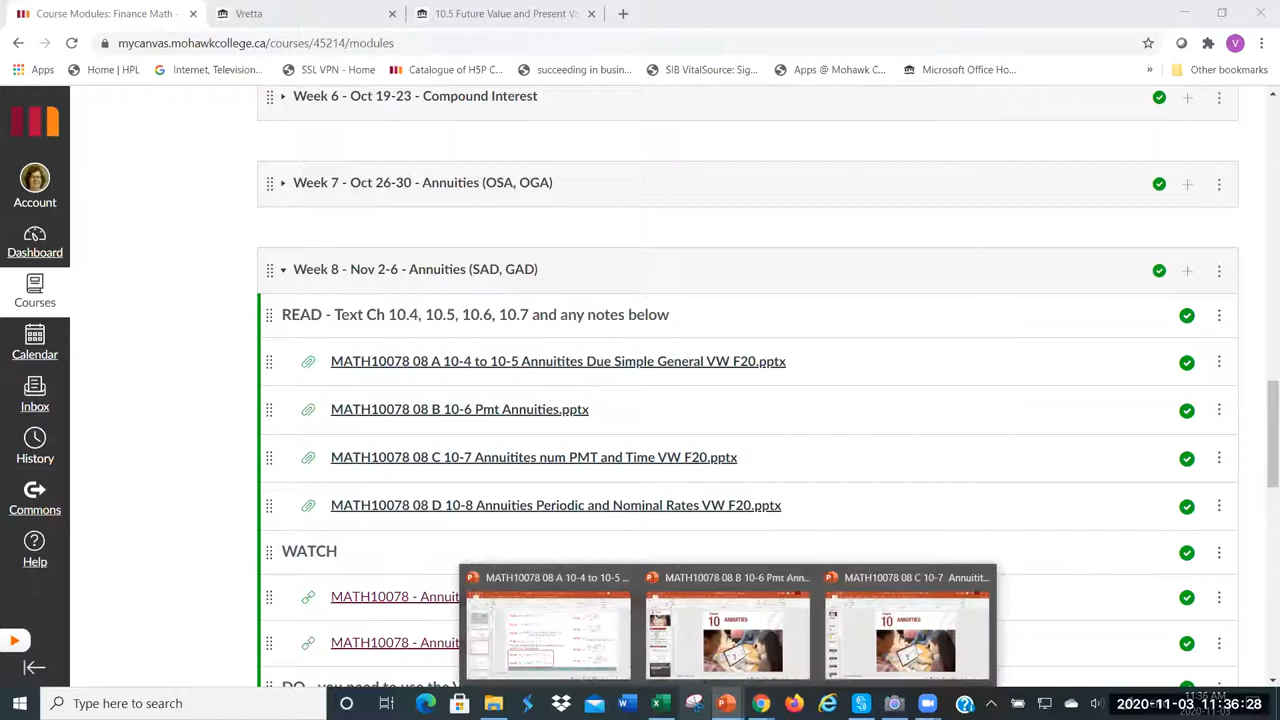 Course Modules: Finance Math -
Vretta
10.5 Future Value and Present Va
mycanvas.mohawkcollege.ca/courses/45214/modules
V
Apps
Home | HPL
Internet, Television...
SSL VPN - Home
Catalogue of H5P C...
succeeding in busin...
SIB VitalSource: Sig...
Apps @ Mohawk C...
Microsoft Office Ho...
»
Other bookmarks
Account
Dashboard
Courses
Calendar
Inbox
History
Commons
Help
Week 6 - Oct 19-23 - Compound Interest
Week 7 - Oct 26-30 - Annuities (OSA, OGA)
Week 8 - Nov 2-6 - Annuities (SAD, GAD)
READ - Text Ch 10.4, 10.5, 10.6, 10.7 and any notes below
MATH10078 08 A 10-4 to 10-5 Annuitites Due Simple General VW F20.pptx
MATH10078 08 B 10-6 Pmt Annuities.pptx
MATH10078 08 C 10-7 Annuitites num PMT and Time VW F20.pptx
MATH10078 08 D 10-8 Annuities Periodic and Nominal Rates VW F20.pptx
WATCH
MATH10078 - Annuit
MATH10078 - Annuit
MATH10078 08 A 10-4 to 10-5 ...
MATH10078 08 B 10-6 Pmt Ann...
MATH10078 08 C 10-7 Annuitit...
10 ANNUITIES
10 ANNUITIES
Type here to search
11:36 AM
2020-11-03
2020-11-03 11:36:28